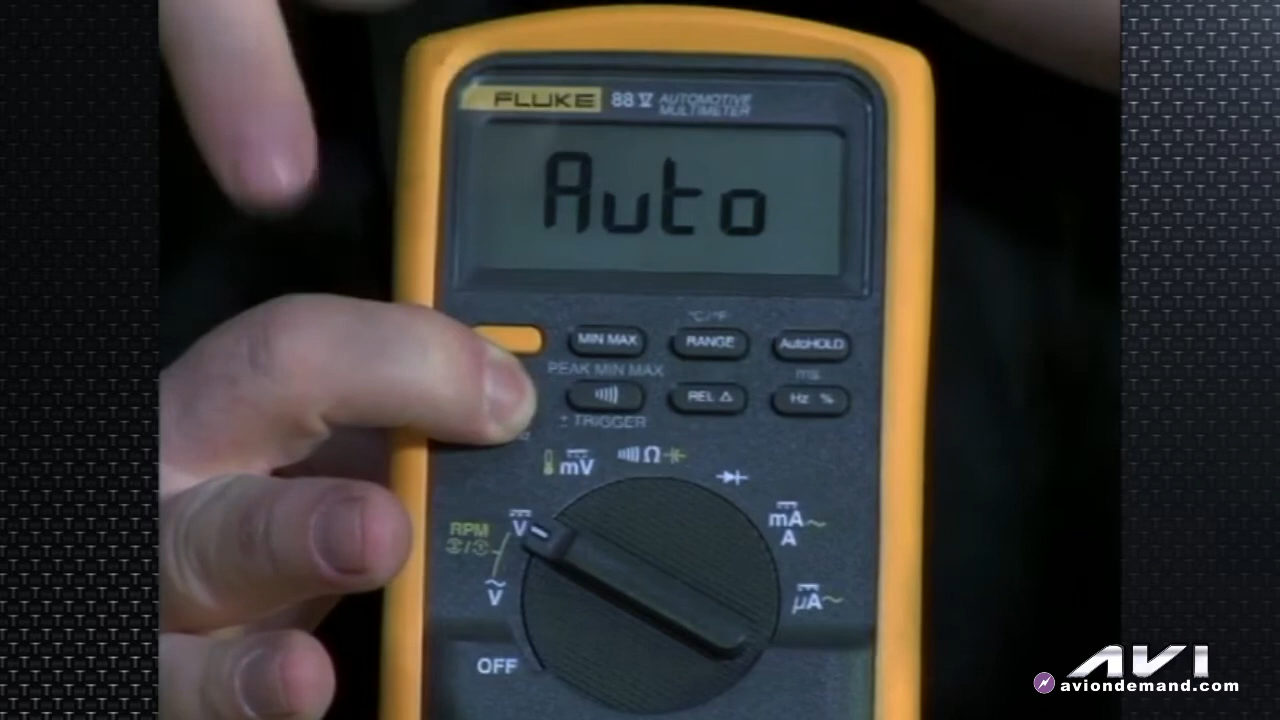 FLUKE 88 V AUTOMOTIVE MULTIMETER
Auto
°C/°F
MIN MAX RANGE AutoHOLD
PEAK MIN MAX ms
REL Δ Hz %
± TRIGGER
Hz
mV Ω
V mA
RPM A
V μA
OFF
AVI
aviondemand.com